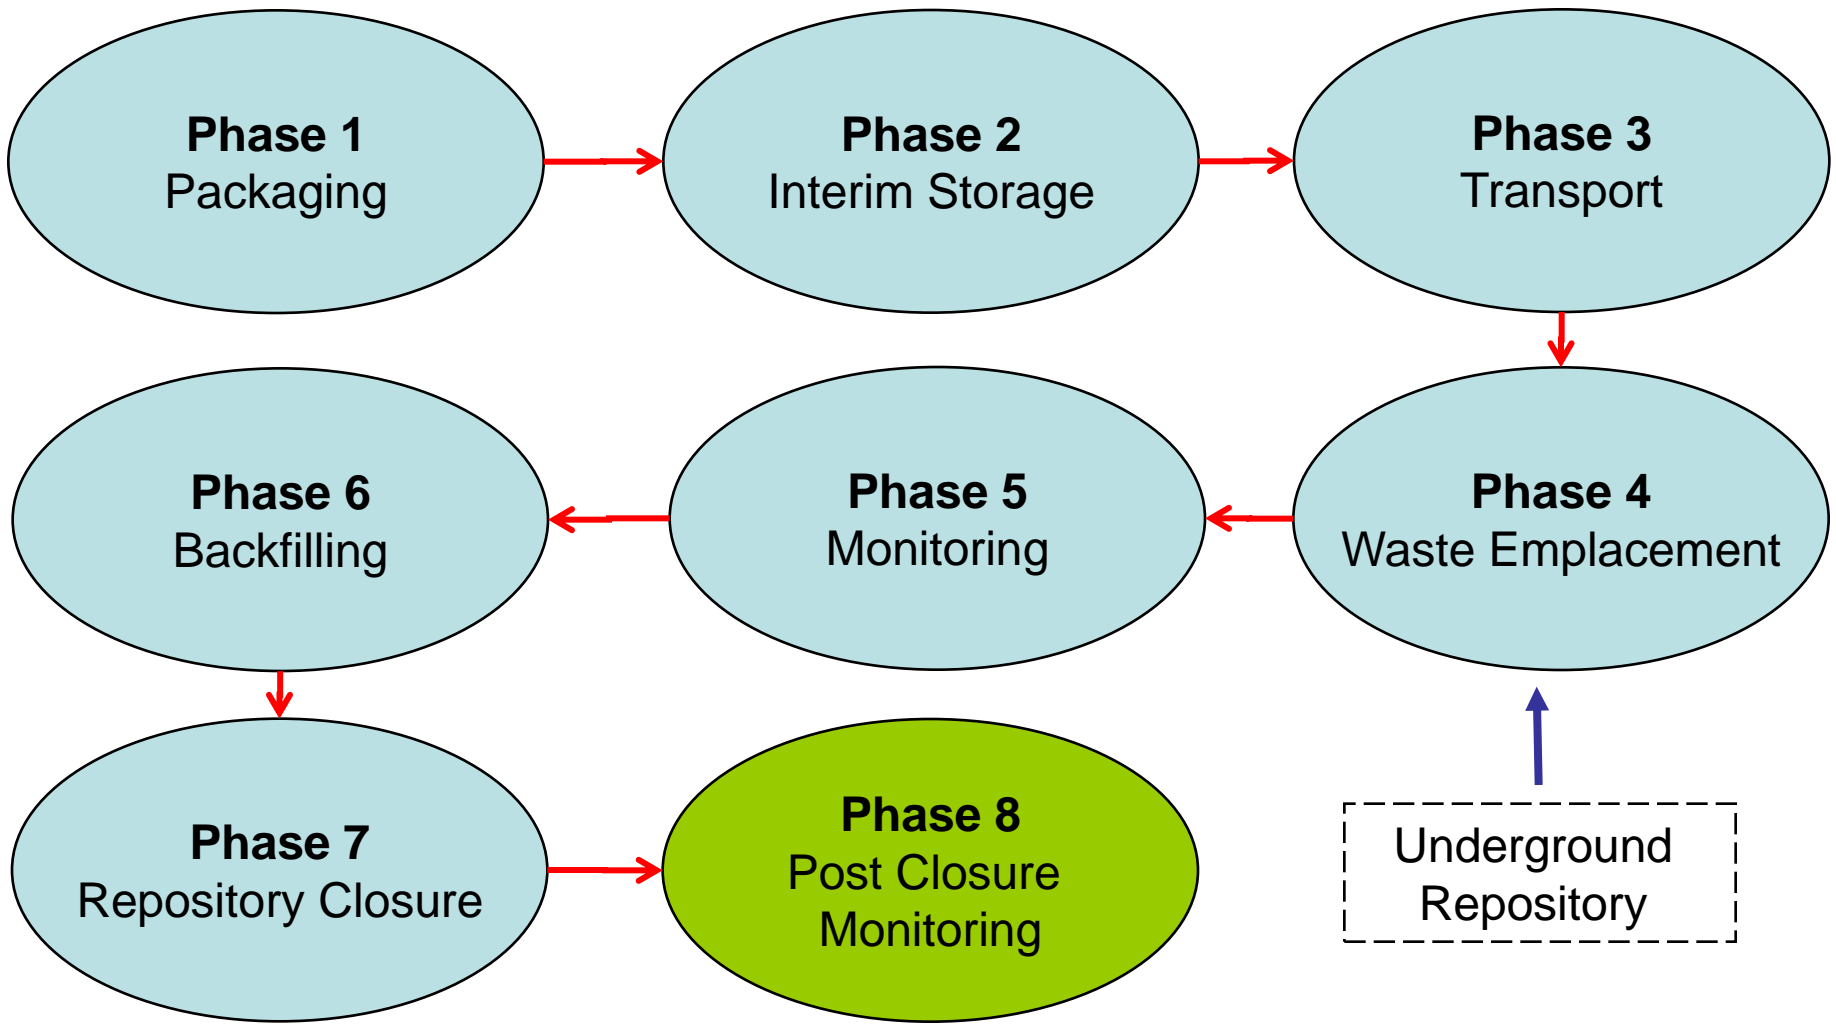 Phase 1
Packaging
Phase 2
Interim Storage
Phase 3
Transport
Phase 4
Waste Emplacement
Phase 5
Monitoring
Phase 6
Backfilling
Phase 7
Repository Closure
Phase 8
Post Closure
Monitoring
Underground
Repository